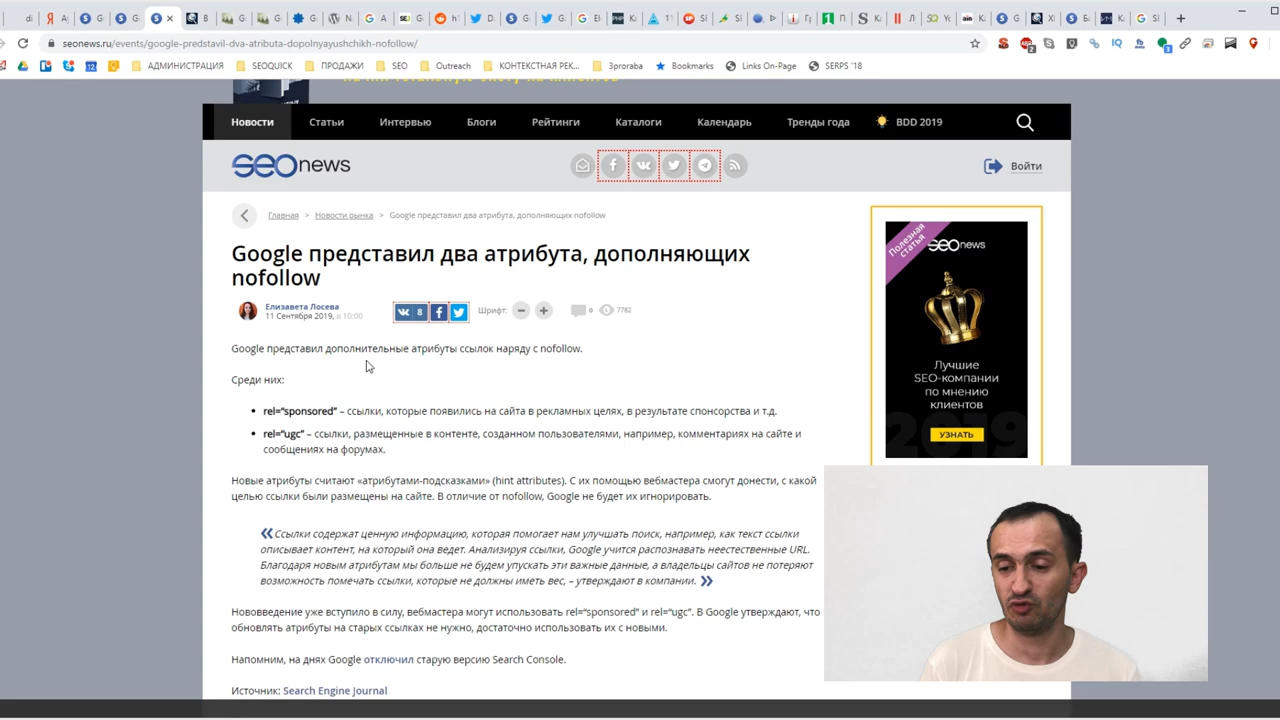 seonews.ru/events/google-predstavil-dva-atributa-dopolnyayushchikh-nofollow/
АДМИНИСТРАЦИЯ
SEOQUICK
ПРОДАЖИ
SEO
Outreach
КОНТЕКСТНАЯ РЕК...
Зproraba
Bookmarks
Links On-Page
SERPS '18
Новости
Статьи
Интервью
Блоги
Рейтинги
Каталоги
Календарь
Тренды года
BDD 2019
SEOnews
Войти
Главная > Новости рынка > Google представил два атрибута, дополняющих nofollow
Google представил два атрибута, дополняющих
nofollow
Елизавета Лосева
11 Сентября 2019, в 10:00
8
Шрифт:
0
7782
Google представил дополнительные атрибуты ссылок наряду с nofollow.
Среди них:
• rel="sponsored" – ссылки, которые появились на сайта в рекламных целях, в результате спонсорства и т.д.
• rel="ugc" – ссылки, размещенные в контенте, созданном пользователями, например, комментариях на сайте и
сообщениях на форумах.
Новые атрибуты считают «атрибутами-подсказками» (hint attributes). С их помощью вебмастера смогут донести, с какой
целью ссылки были размещены на сайте. В отличие от nofollow, Google не будет их игнорировать.
«Ссылки содержат ценную информацию, которая помогает нам улучшать поиск, например, как текст ссылки
описывает контент, на который она ведет. Анализируя ссылки, Google учится распознавать неестественные URL.
Благодаря новым атрибутам мы больше не будем упускать эти важные данные, а владельцы сайтов не потеряют
возможность помечать ссылки, которые не должны иметь вес, – утверждают в компании. »
Нововведение уже вступило в силу, вебмастера могут использовать rel="sponsored" и rel="ugc". В Google утверждают, что
обновлять атрибуты на старых ссылках не нужно, достаточно использовать их с новыми.
Напомним, на днях Google отключил старую версию Search Console.
Источник: Search Engine Journal
Полезная
статья
SEOnews
Лучшие
SEO-компании
по мнению
клиентов
2019
УЗНАТЬ